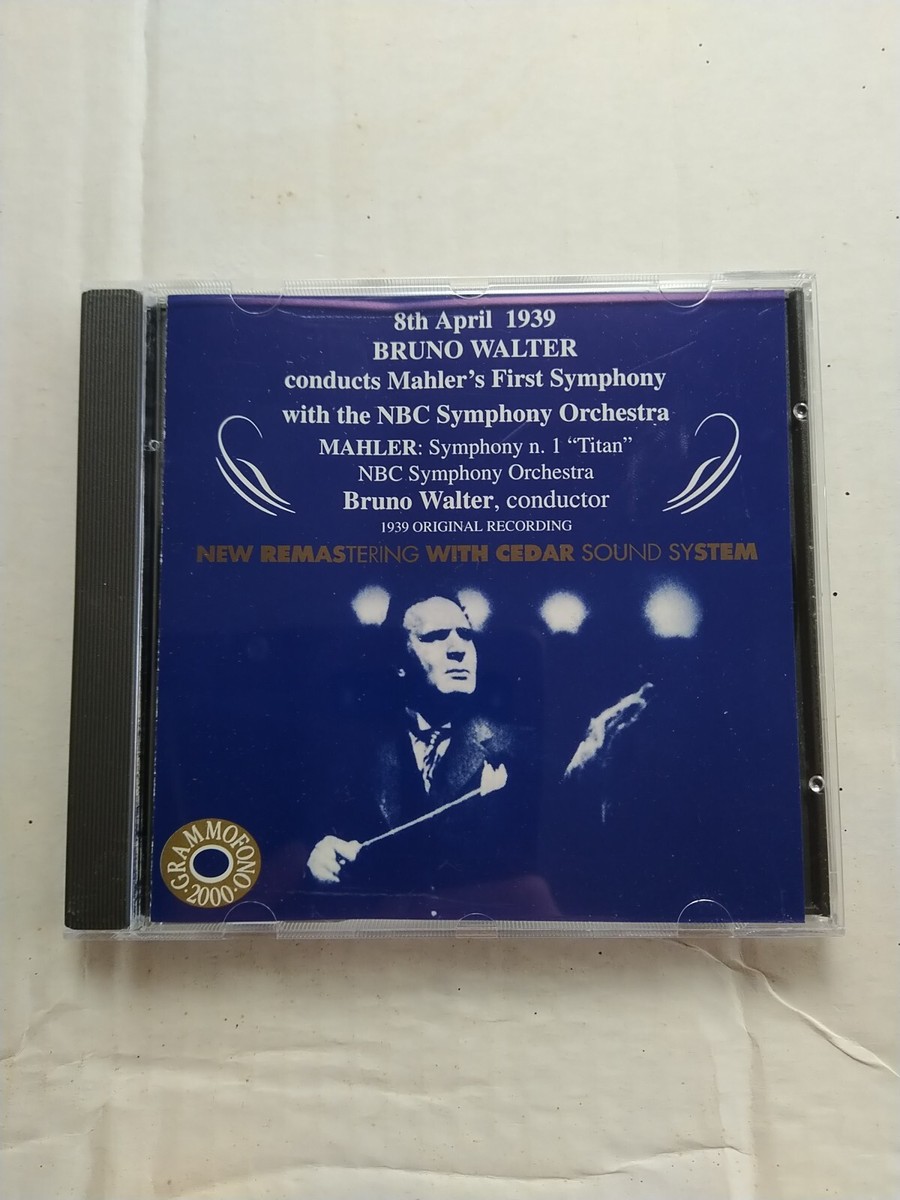 8th April 1939
BRUNO WALTER
conducts Mahler's First Symphony
with the NBC Symphony Orchestra
MAHLER: Symphony n. 1 “Titan”
NBC Symphony Orchestra
Bruno Walter, conductor
1939 ORIGINAL RECORDING
NEW REMASTERING WITH CEDAR SOUND SYSTEM
·GRAMMOFONO·
2000